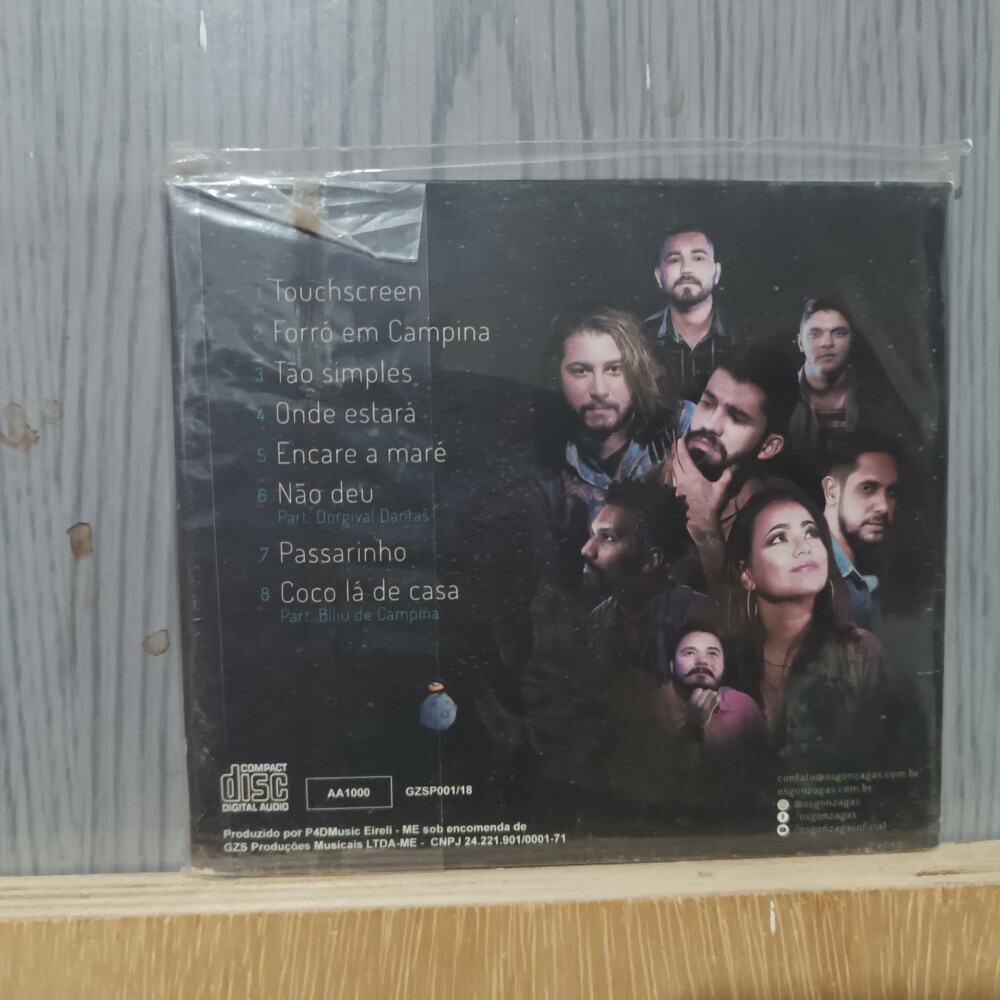 1 Touchscreen
2 Forró em Campina
3 Tão simples
4 Onde estará
5 Encare a maré
6 Não deu
Part. Dorgival Dantas
7 Passarinho
8 Coco lá de casa
Part. Biliu de Campina
COMPACT
disc
DIGITAL AUDIO
AA1000
GZSP001/18
Produzido por P4DMusic Eireli - ME sob encomenda de
GZS Produções Musicais LTDA-ME - CNPJ 24.221.901/0001-71
contato@osgonzagas.com.br
osgonzagas.com.br
@osgonzagas
/osgonzagas
/osgonzagasoficial